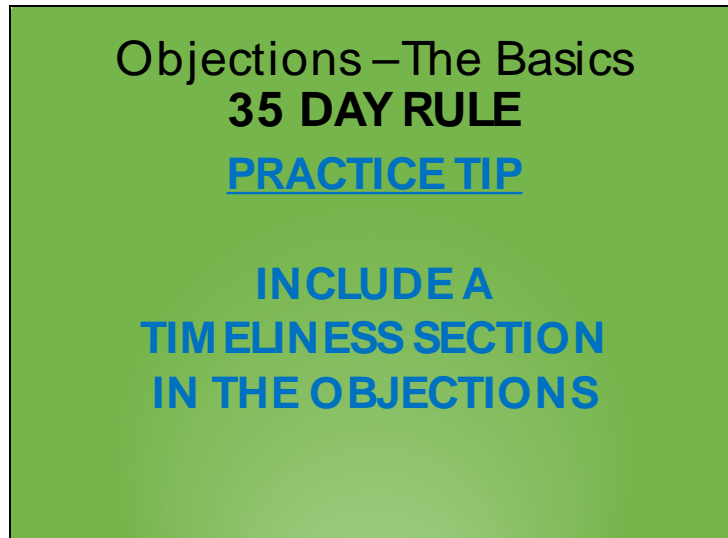 Objections –The Basics
35 DAY RULE
PRACTICE TIP
INCLUDE A
TIMELINESS SECTION
IN THE OBJECTIONS